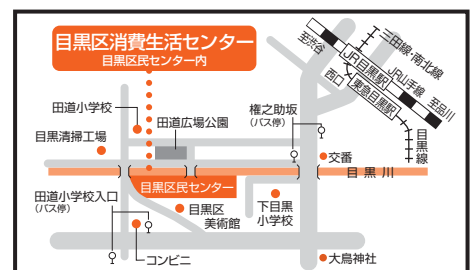 目黒区消費生活センター
目黒区民センター内
至渋谷
三田線・南北線
JR目黒駅
JR山手線
至品川
西口
東急目黒駅
目黒線
田道小学校
田道広場公園
権之助坂
(バス停)
目黒清掃工場
交番
目黒川
目黒区民センター
田道小学校入口
(バス停)
目黒区
美術館
下目黒
小学校
コンビニ
大鳥神社